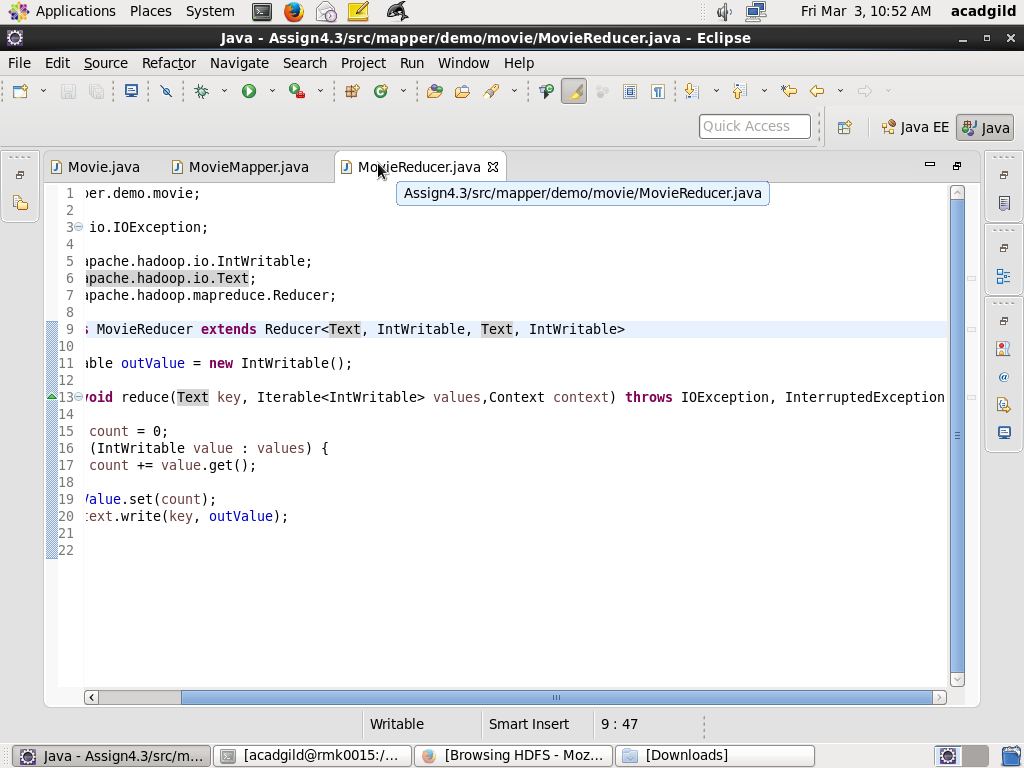 Applications Places System Fri Mar 3, 10:52 AM acadgild
Java - Assign4.3/src/mapper/demo/movie/MovieReducer.java - Eclipse
File Edit Source Refactor Navigate Search Project Run Window Help
Quick Access Java EE Java
Movie.java MovieMapper.java MovieReducer.java
Assign4.3/src/mapper/demo/movie/MovieReducer.java
1 per.demo.movie;
2
3 io.IOException;
4
5 apache.hadoop.io.IntWritable;
6 apache.hadoop.io.Text;
7 apache.hadoop.mapreduce.Reducer;
8
9 s MovieReducer extends Reducer<Text, IntWritable, Text, IntWritable>
10
11 able outValue = new IntWritable();
12
13 void reduce(Text key, Iterable<IntWritable> values,Context context) throws IOException, InterruptedException
14
15 count = 0;
16 (IntWritable value : values) {
17 count += value.get();
18
19 Value.set(count);
20 text.write(key, outValue);
21
22
Writable Smart Insert 9 : 47
Java - Assign4.3/src/m... [acadgild@rmk0015:/... [Browsing HDFS - Moz... [Downloads]